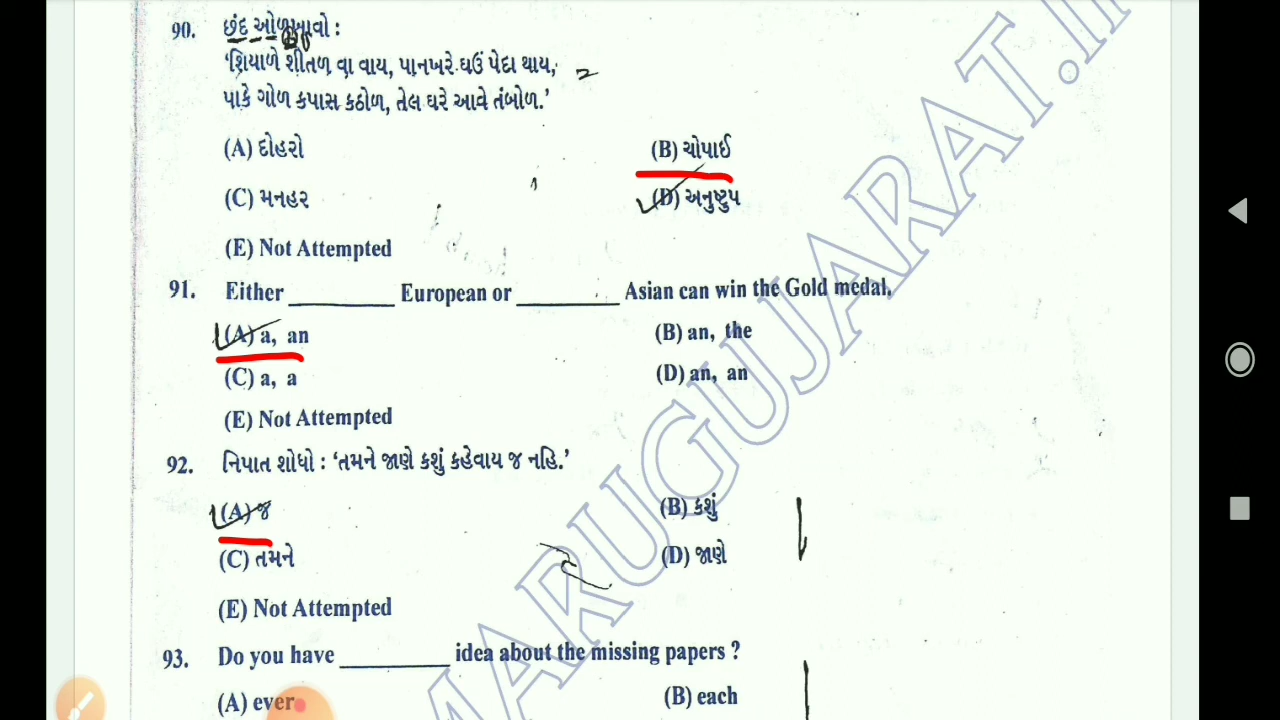 90. છંદ ઓળખાવો :
‘શિયાળે શીતળ વા વાય, પાનખરે ઘઉં પેદા થાય;
પાકે ગોળ કપાસ કઠોળ, તેલ ઘરે આવે તંબોળ.’
(A) દોહરો (B) ચોપાઈ
(C) મનહર (D) અનુષ્ટુપ
(E) Not Attempted
91. Either ________ European or ________ Asian can win the Gold medal.
(A) a, an (B) an, the
(C) a, a (D) an, an
(E) Not Attempted
92. નિપાત શોધો : ‘તમને જાણે કશું કહેવાય જ નહિ.’
(A) જ (B) કશું
(C) તમને (D) જાણે
(E) Not Attempted
93. Do you have ________ idea about the missing papers ?
(A) ever (B) each
MARUGUJARAT.IN